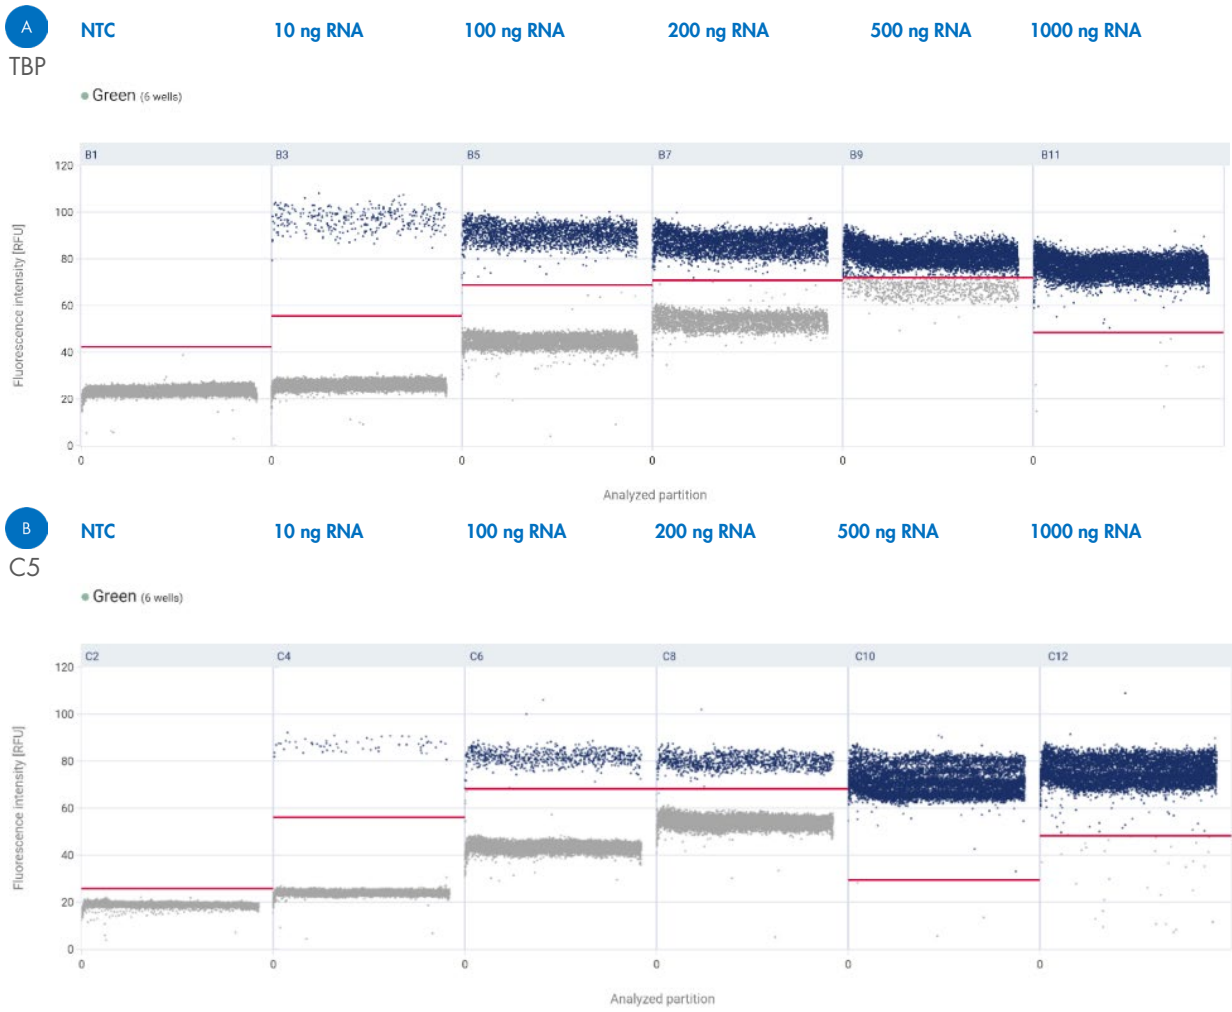 A
NTC 10 ng RNA 100 ng RNA 200 ng RNA 500 ng RNA 1000 ng RNA
TBP
Green (6 wells)
B1 B3 B5 B7 B9 B11
120
100
80
60
40
20
0
Fluorescence intensity [RFU]
0 0 0 0 0 0
Analyzed partition
B
NTC 10 ng RNA 100 ng RNA 200 ng RNA 500 ng RNA 1000 ng RNA
C5
Green (6 wells)
C2 C4 C6 C8 C10 C12
120
100
80
60
40
20
0
Fluorescence intensity [RFU]
0 0 0 0 0 0
Analyzed partition